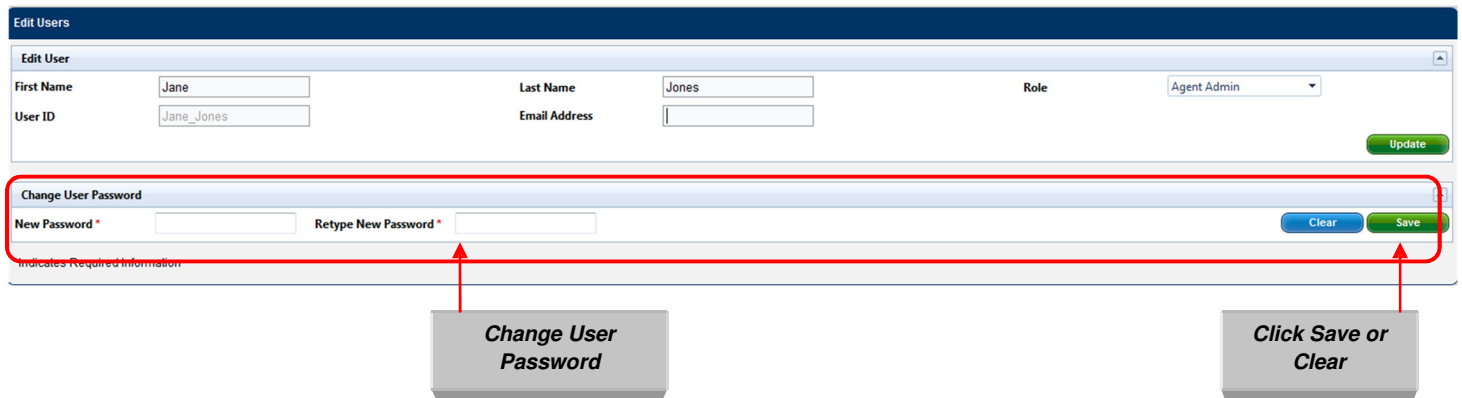 Edit Users
Edit User
First Name Jane Last Name Jones Role Agent Admin
User ID Jane_Jones Email Address
Update
Change User Password
New Password * Retype New Password * Clear Save
Indicates Required Information
Change User
Password
Click Save or
Clear